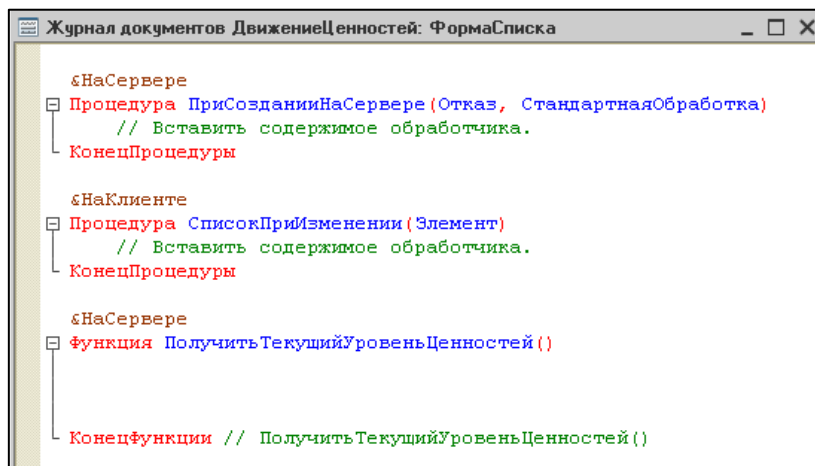 Журнал документов ДвижениеЦенностей: ФормаСписка
&НаСервере
Процедура ПриСозданииНаСервере(Отказ, СтандартнаяОбработка)
// Вставить содержимое обработчика.
КонецПроцедуры
&НаКлиенте
Процедура СписокПриИзменении(Элемент)
// Вставить содержимое обработчика.
КонецПроцедуры
&НаСервере
Функция ПолучитьТекущийУровеньЦенностей()
КонецФункции // ПолучитьТекущийУровеньЦенностей()